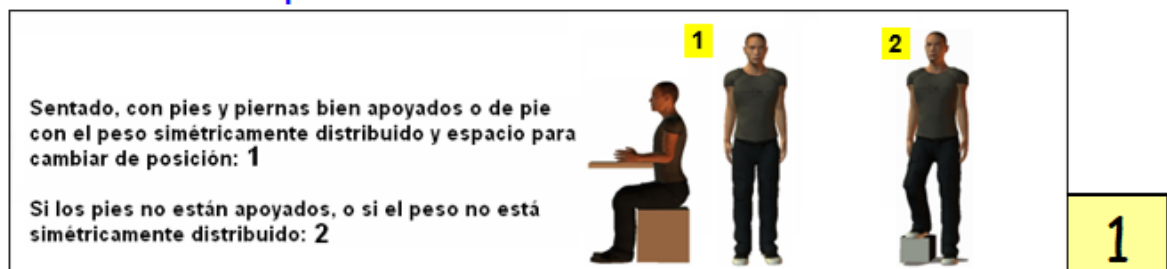 1
2
Sentado, con pies y piernas bien apoyados o de pie
con el peso simétricamente distribuido y espacio para
cambiar de posición: 1
Si los pies no están apoyados, o si el peso no está
simétricamente distribuido: 2
1